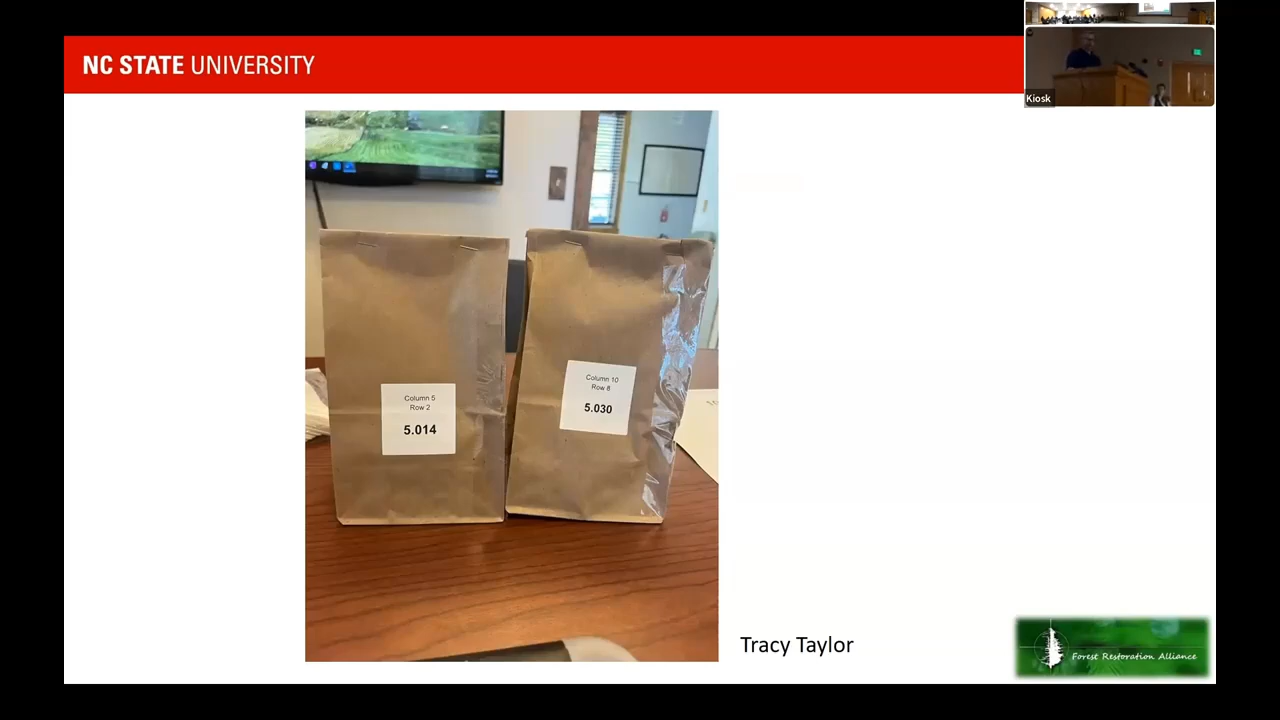 NC STATE UNIVERSITY
Kiosk
Column 5
Row 2
5.014
Column 10
Row 8
5.030
Tracy Taylor
Forest Restoration Alliance